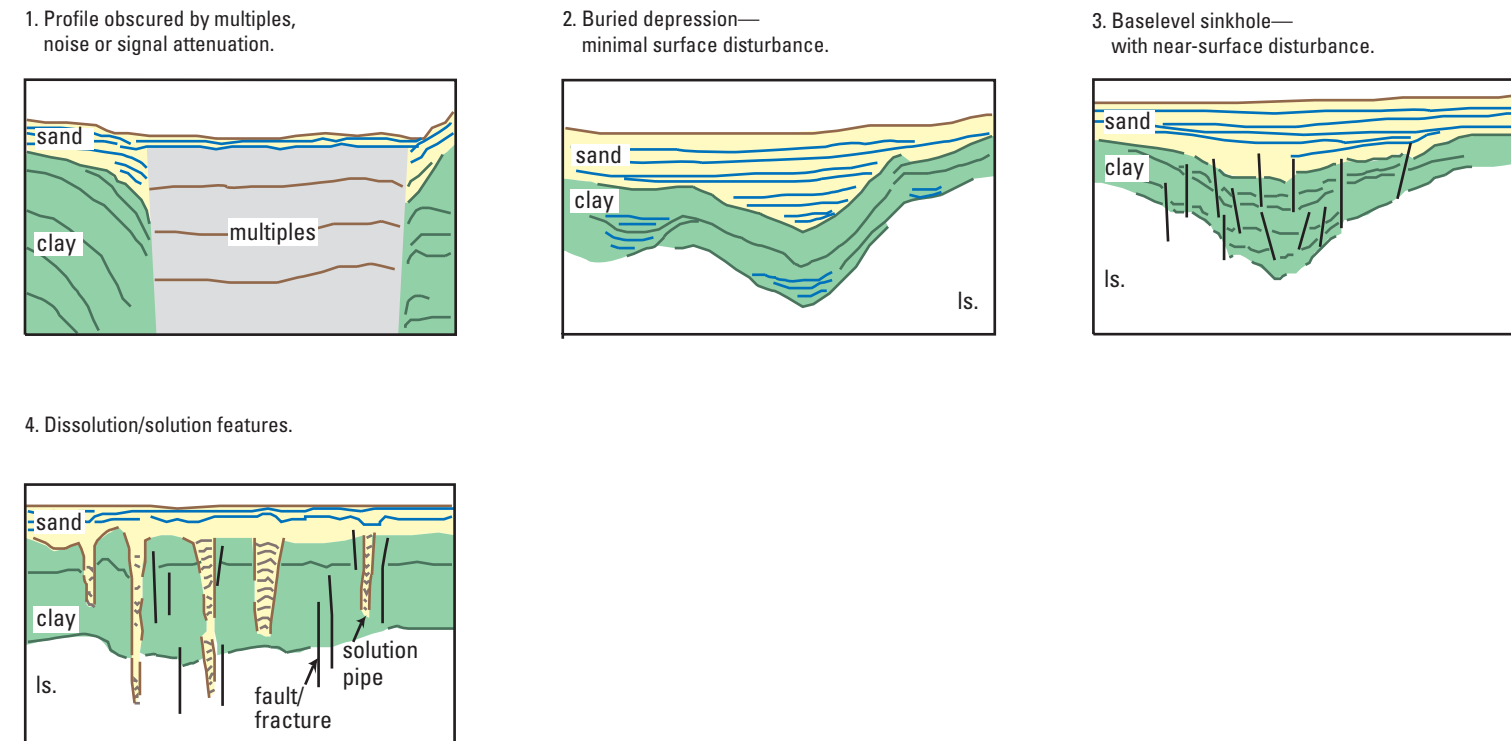 1. Profile obscured by multiples,
noise or signal attenuation.
sand
clay
multiples
2. Buried depression—
minimal surface disturbance.
sand
clay
ls.
3. Baselevel sinkhole—
with near-surface disturbance.
sand
clay
ls.
4. Dissolution/solution features.
sand
clay
ls.
solution
pipe
fault/
fracture